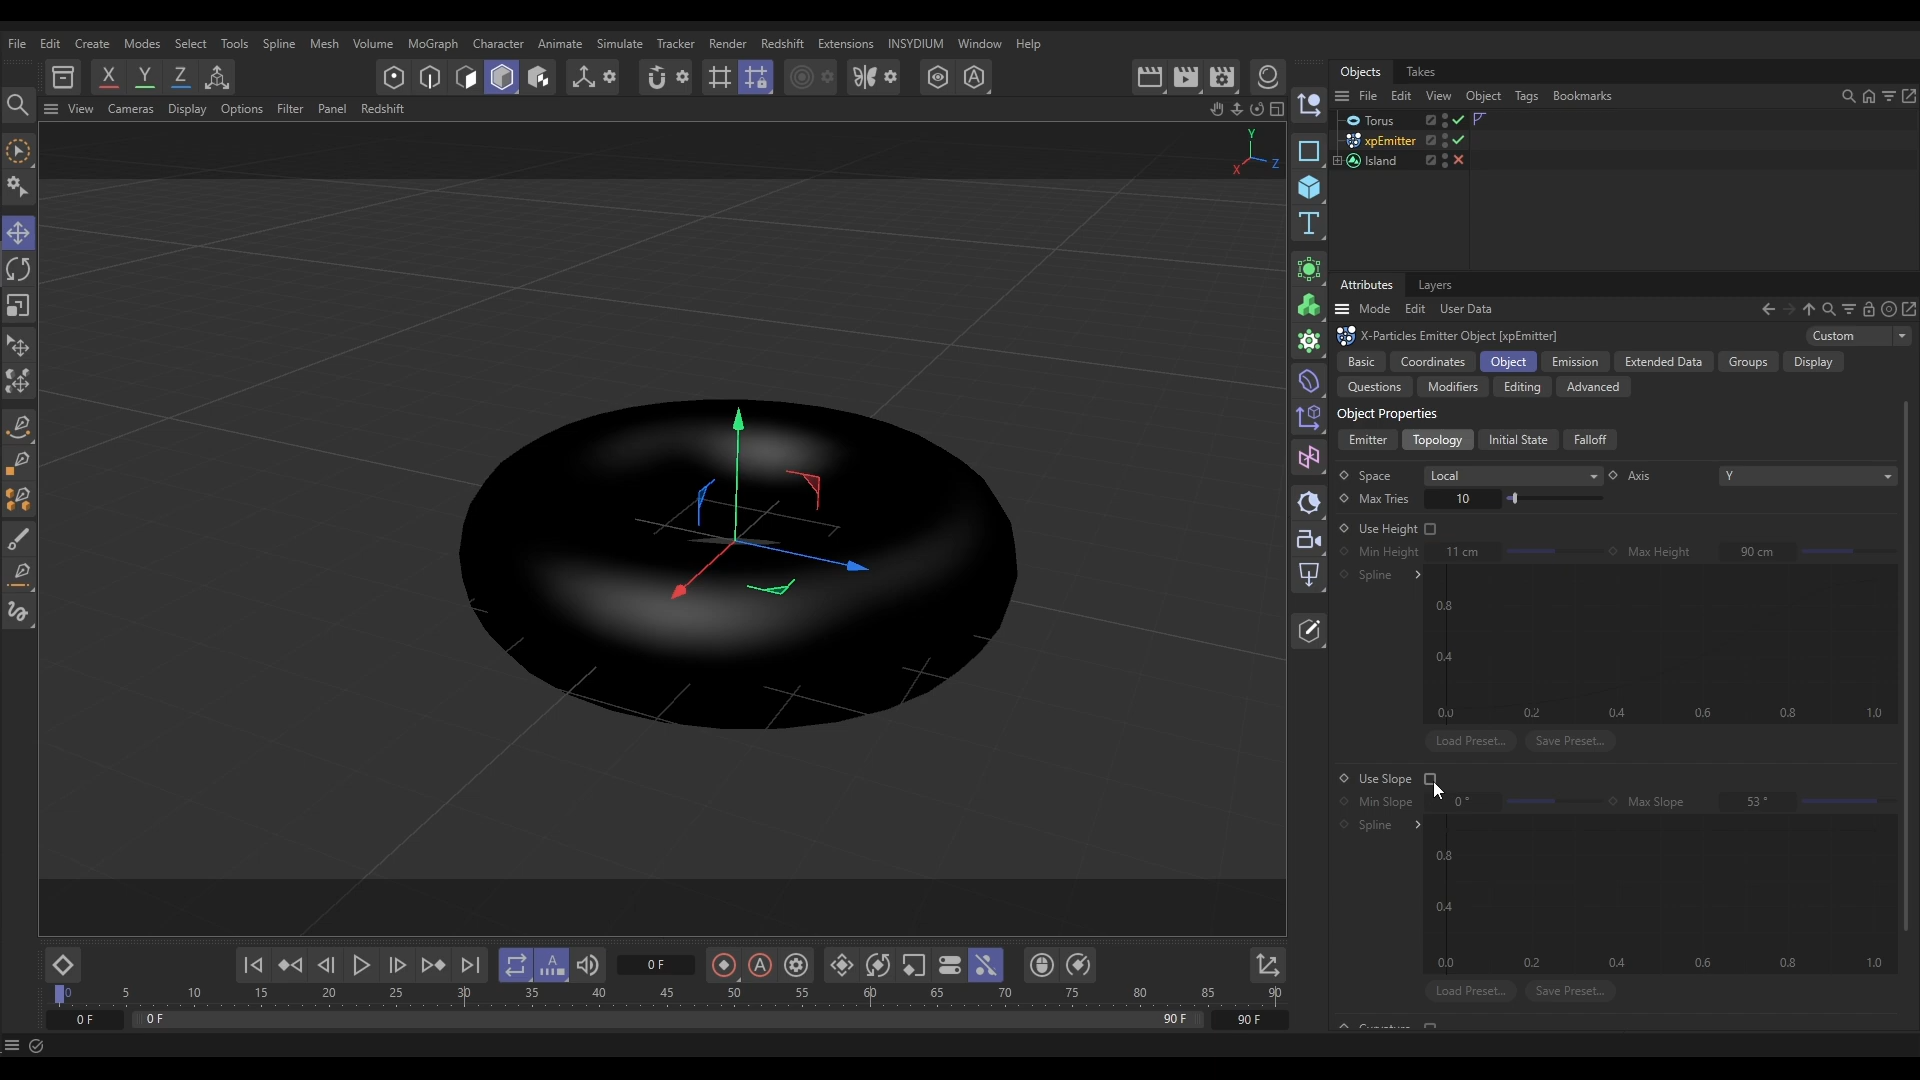 File Edit Create Modes Select Tools Spline Mesh Volume MoGraph Character Animate Simulate Tracker Render Redshift Extensions INSYDIUM Window Help
X Y Z
View Cameras Display Options Filter Panel Redshift
Y
Z
X
Objects Takes
File Edit View Object Tags Bookmarks
Torus
xpEmitter
Island
Attributes Layers
Mode Edit User Data
X-Particles Emitter Object [xpEmitter] Custom
Basic Coordinates Object Emission Extended Data Groups Display
Questions Modifiers Editing Advanced
Object Properties
Emitter Topology Initial State Falloff
Space Local Axis Y
Max Tries 10
Use Height
Min Height 11 cm Max Height 90 cm
Spline
0.8
0.4
0.0 0.2 0.4 0.6 0.8 1.0
Load Preset... Save Preset...
Use Slope
Min Slope 0 ° Max Slope 53 °
Spline
0.8
0.4
0.0 0.2 0.4 0.6 0.8 1.0
Load Preset... Save Preset...
0 F
0 5 10 15 20 25 30 35 40 45 50 55 60 65 70 75 80 85 90
0 F 0 F 90 F 90 F